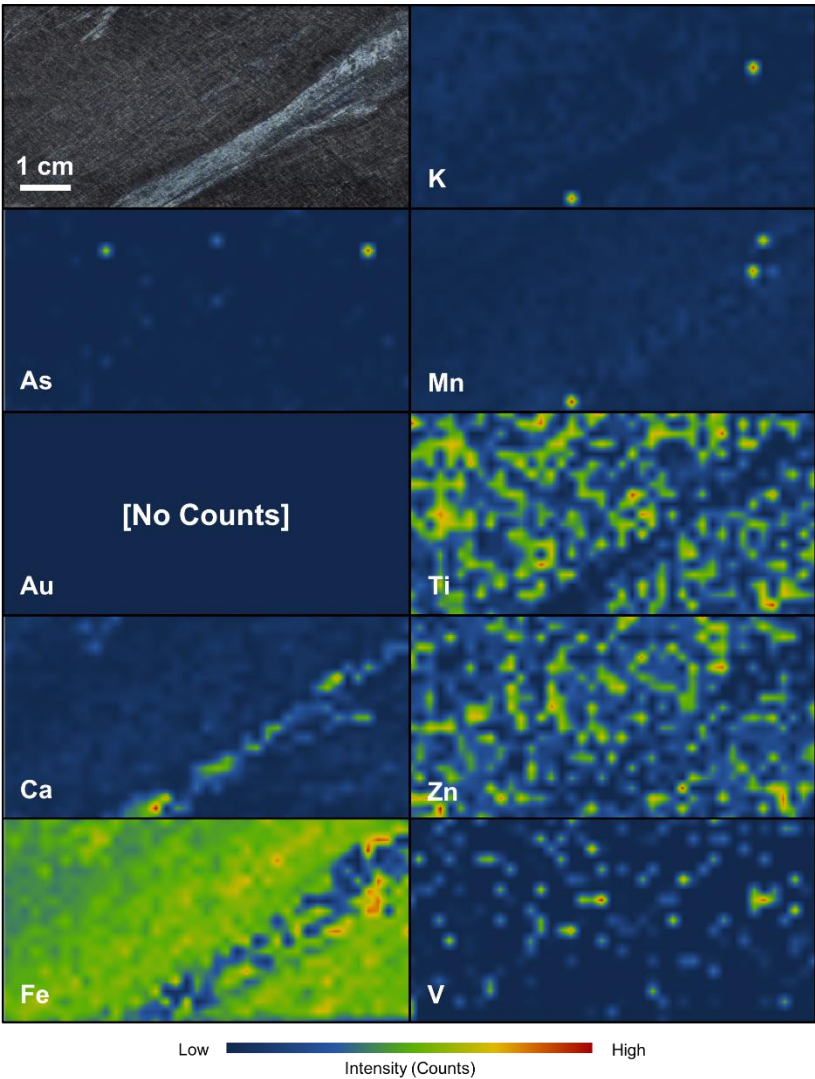 1 cm
K
As
Mn
[No Counts]
Au
Ti
Ca
Zn
Fe
V
Low
High
Intensity (Counts)